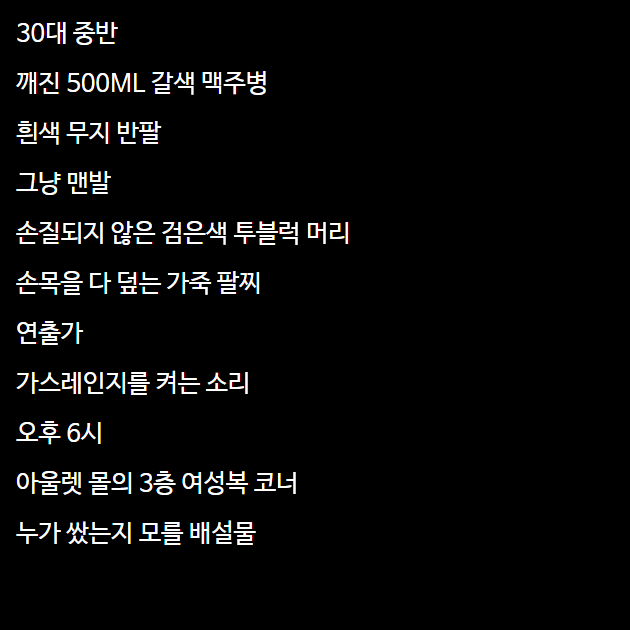 30대 중반
깨진 500ML 갈색 맥주병
흰색 무지 반팔
그냥 맨발
손질되지 않은 검은색 투블럭 머리
손목을 다 덮는 가죽 팔찌
연출가
가스레인지를 켜는 소리
오후 6시
아울렛 몰의 3층 여성복 코너
누가 쌌는지 모를 배설물